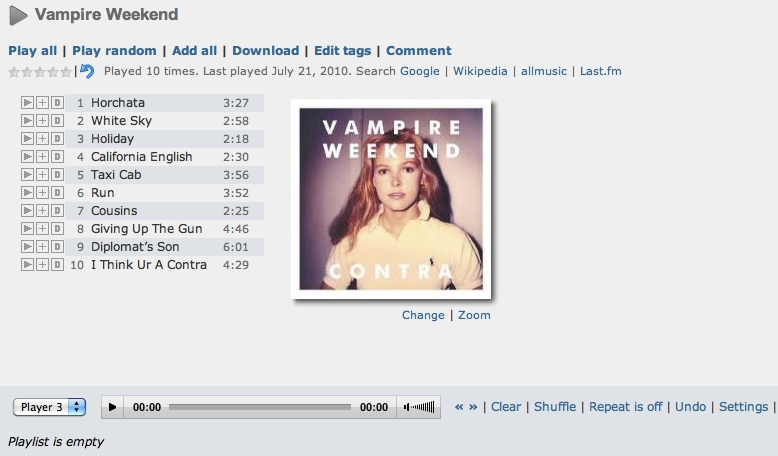 Vampire Weekend
Play all | Play random | Add all | Download | Edit tags | Comment
| Played 10 times. Last played July 21, 2010. Search Google | Wikipedia | allmusic | Last.fm
D 1 Horchata 3:27
D 2 White Sky 2:58
D 3 Holiday 2:18
D 4 California English 2:30
D 5 Taxi Cab 3:56
D 6 Run 3:52
D 7 Cousins 2:25
D 8 Giving Up The Gun 4:46
D 9 Diplomat's Son 6:01
D 10 I Think Ur A Contra 4:29
VAMPIRE
WEEKEND
CONTRA
Change | Zoom
Player 3 00:00 00:00 « » | Clear | Shuffle | Repeat is off | Undo | Settings |
Playlist is empty